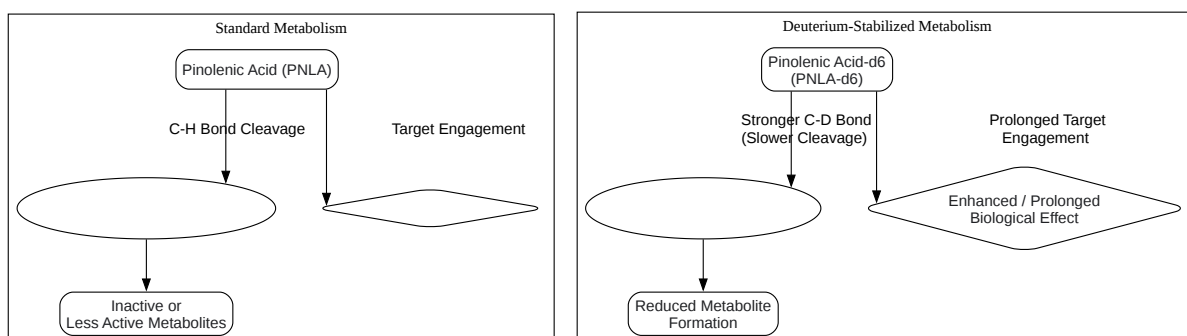 Standard Metabolism
Pinolenic Acid (PNLA)
C-H Bond Cleavage
Target Engagement
Inactive or
Less Active Metabolites
Deuterium-Stabilized Metabolism
Pinolenic Acid-d6
(PNLA-d6)
Stronger C-D Bond
(Slower Cleavage)
Prolonged Target
Engagement
Enhanced / Prolonged
Biological Effect
Reduced Metabolite
Formation